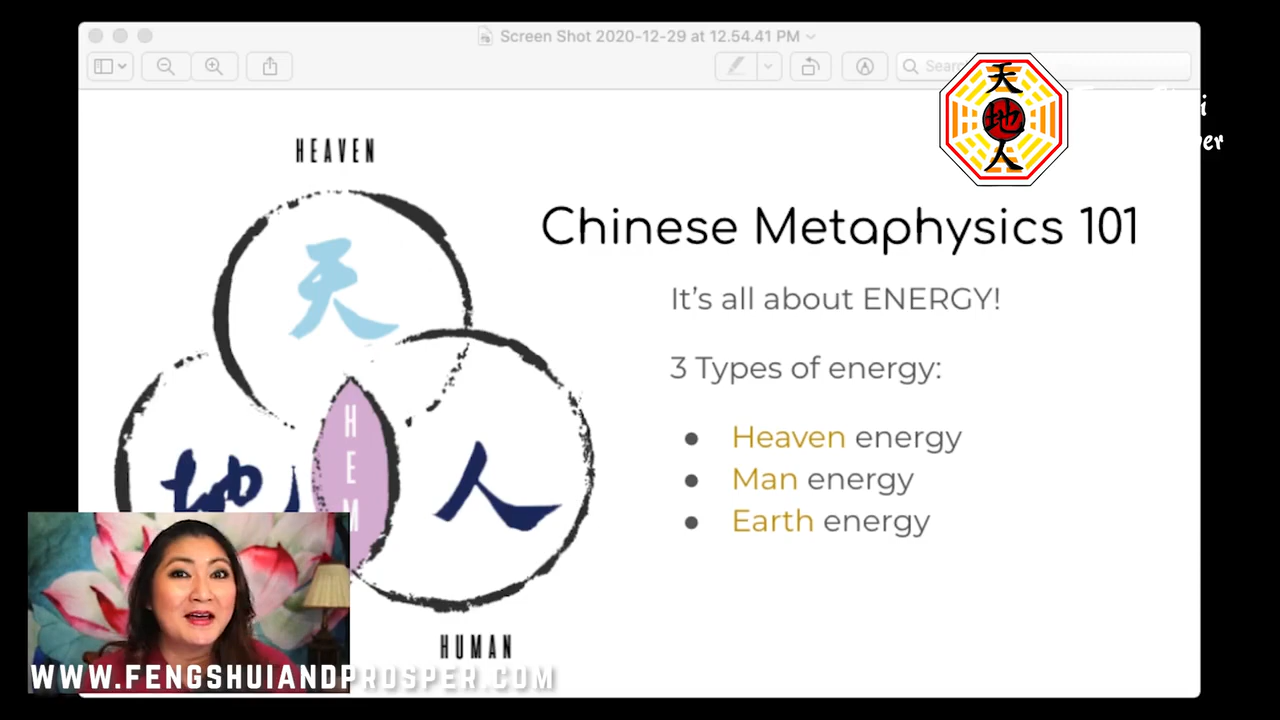 Screen Shot 2020-12-29 at 12.54.41 PM
天
地
人
HEAVEN
Chinese Metaphysics 101
天
It's all about ENERGY!
3 Types of energy:
HEM
地
人
Heaven energy
Man energy
Earth energy
HUMAN
WWW.FENGSHUIANDPROSPER.COM